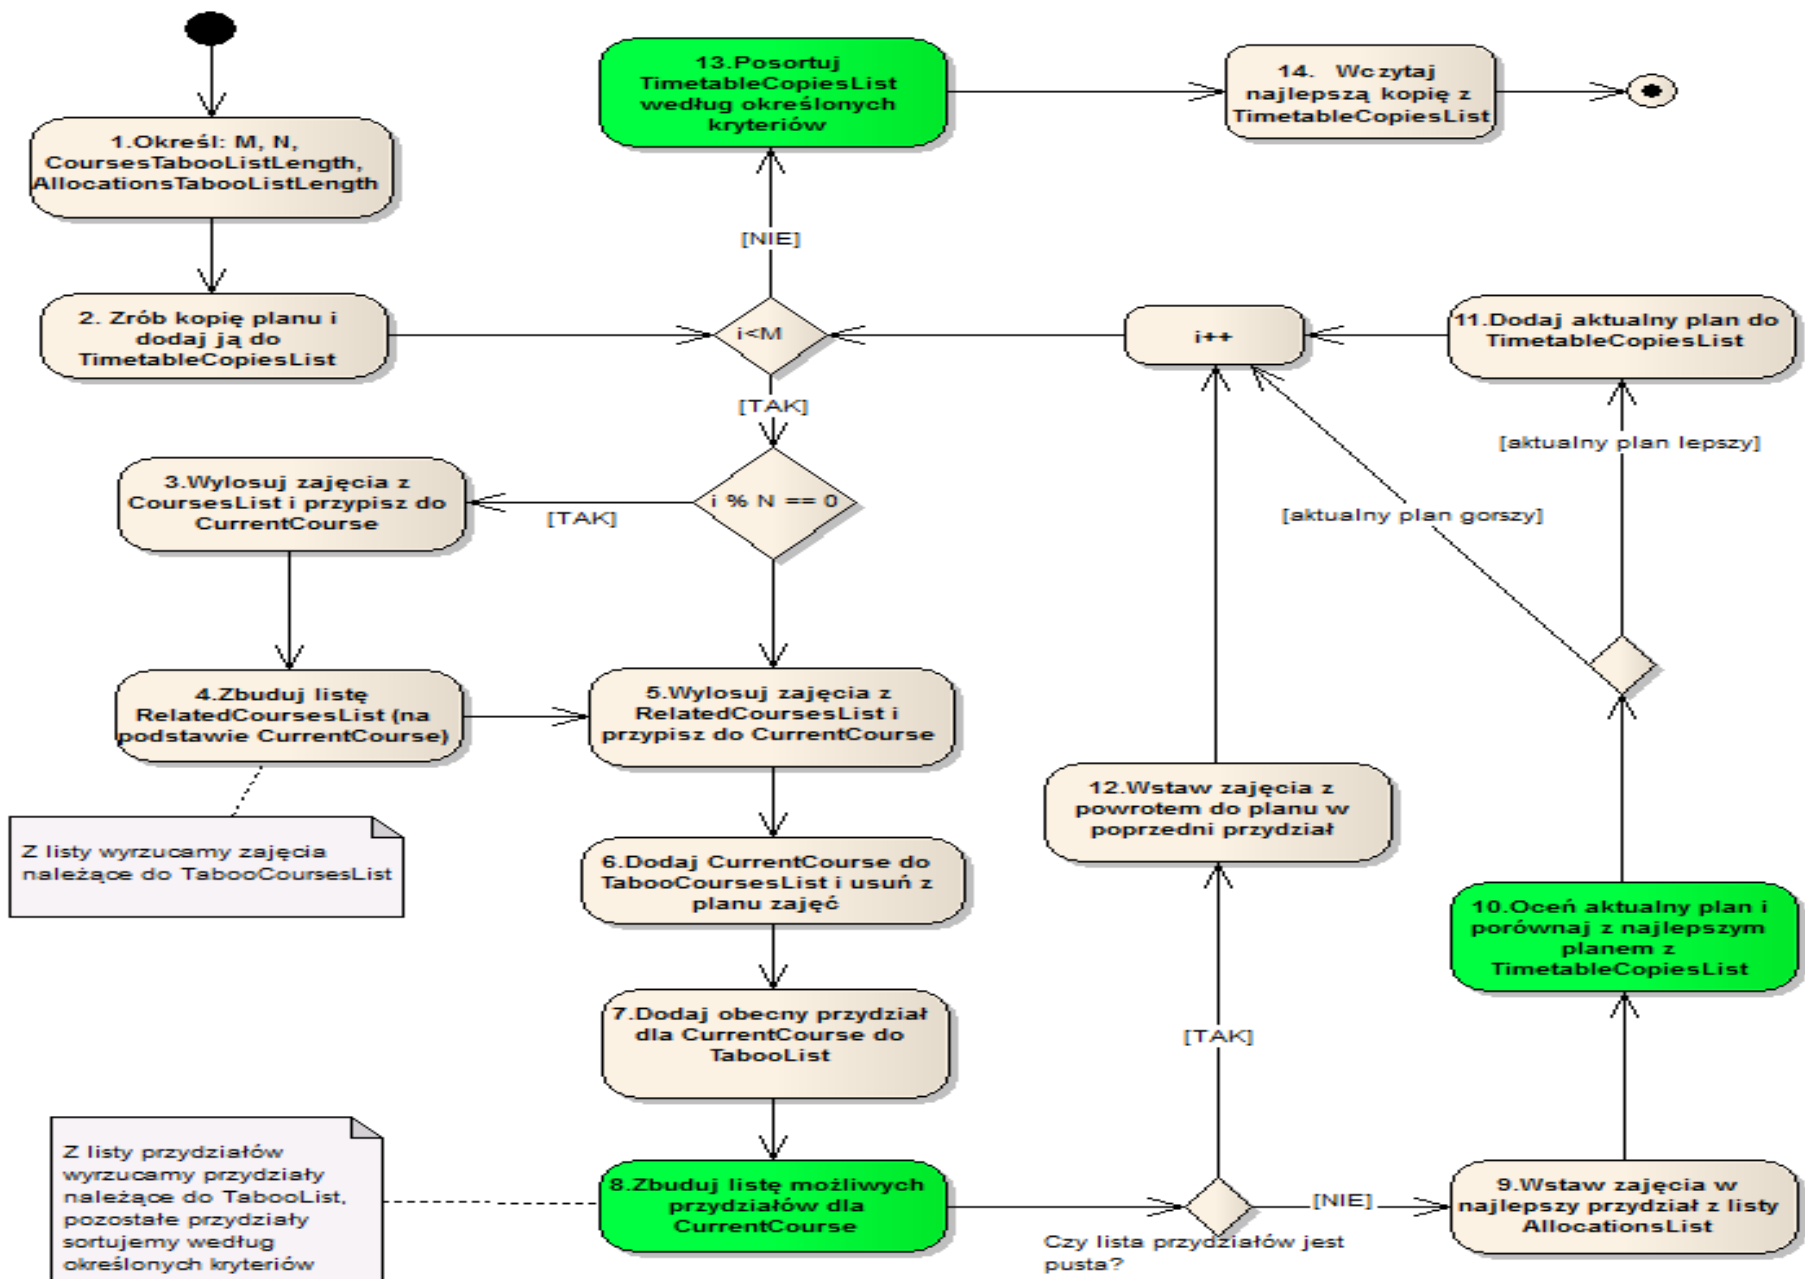 1.Określ: M, N,
CoursesTabooListLength,
AllocationsTabooListLength
13.Posortuj
TimetableCopiesList
według określonych
kryteriów
14. Wczytaj
najlepszą kopię z
TimetableCopiesList
[NIE]
2. Zrób kopię planu i
dodaj ją do
TimetableCopiesList
i<M
i++
11.Dodaj aktualny plan do
TimetableCopiesList
[TAK]
[aktualny plan lepszy]
3.Wylosuj zajęcia z
CoursesList i przypisz do
CurrentCourse
[TAK]
i % N == 0
[aktualny plan gorszy]
4.Zbuduj listę
RelatedCoursesList (na
podstawie CurrentCourse)
5.Wylosuj zajęcia z
RelatedCoursesList i
przypisz do CurrentCourse
12.Wstaw zajęcia z
powrotem do planu w
poprzedni przydział
Z listy wyrzucamy zajęcia
należące do TabooCoursesList
6.Dodaj CurrentCourse do
TabooCoursesList i usuń z
planu zajęć
10.Oceń aktualny plan i
porównaj z najlepszym
planem z
TimetableCopiesList
7.Dodaj obecny przydział
dla CurrentCourse do
TabooList
[TAK]
Z listy przydziałów
wyrzucamy przydziały
należące do TabooList,
pozostałe przydziały
sortujemy według
określonych kryteriów
8.Zbuduj listę możliwych
przydziałów dla
CurrentCourse
[NIE]
Czy lista przydziałów jest
pusta?
9.Wstaw zajęcia w
najlepszy przydział z listy
AllocationsList